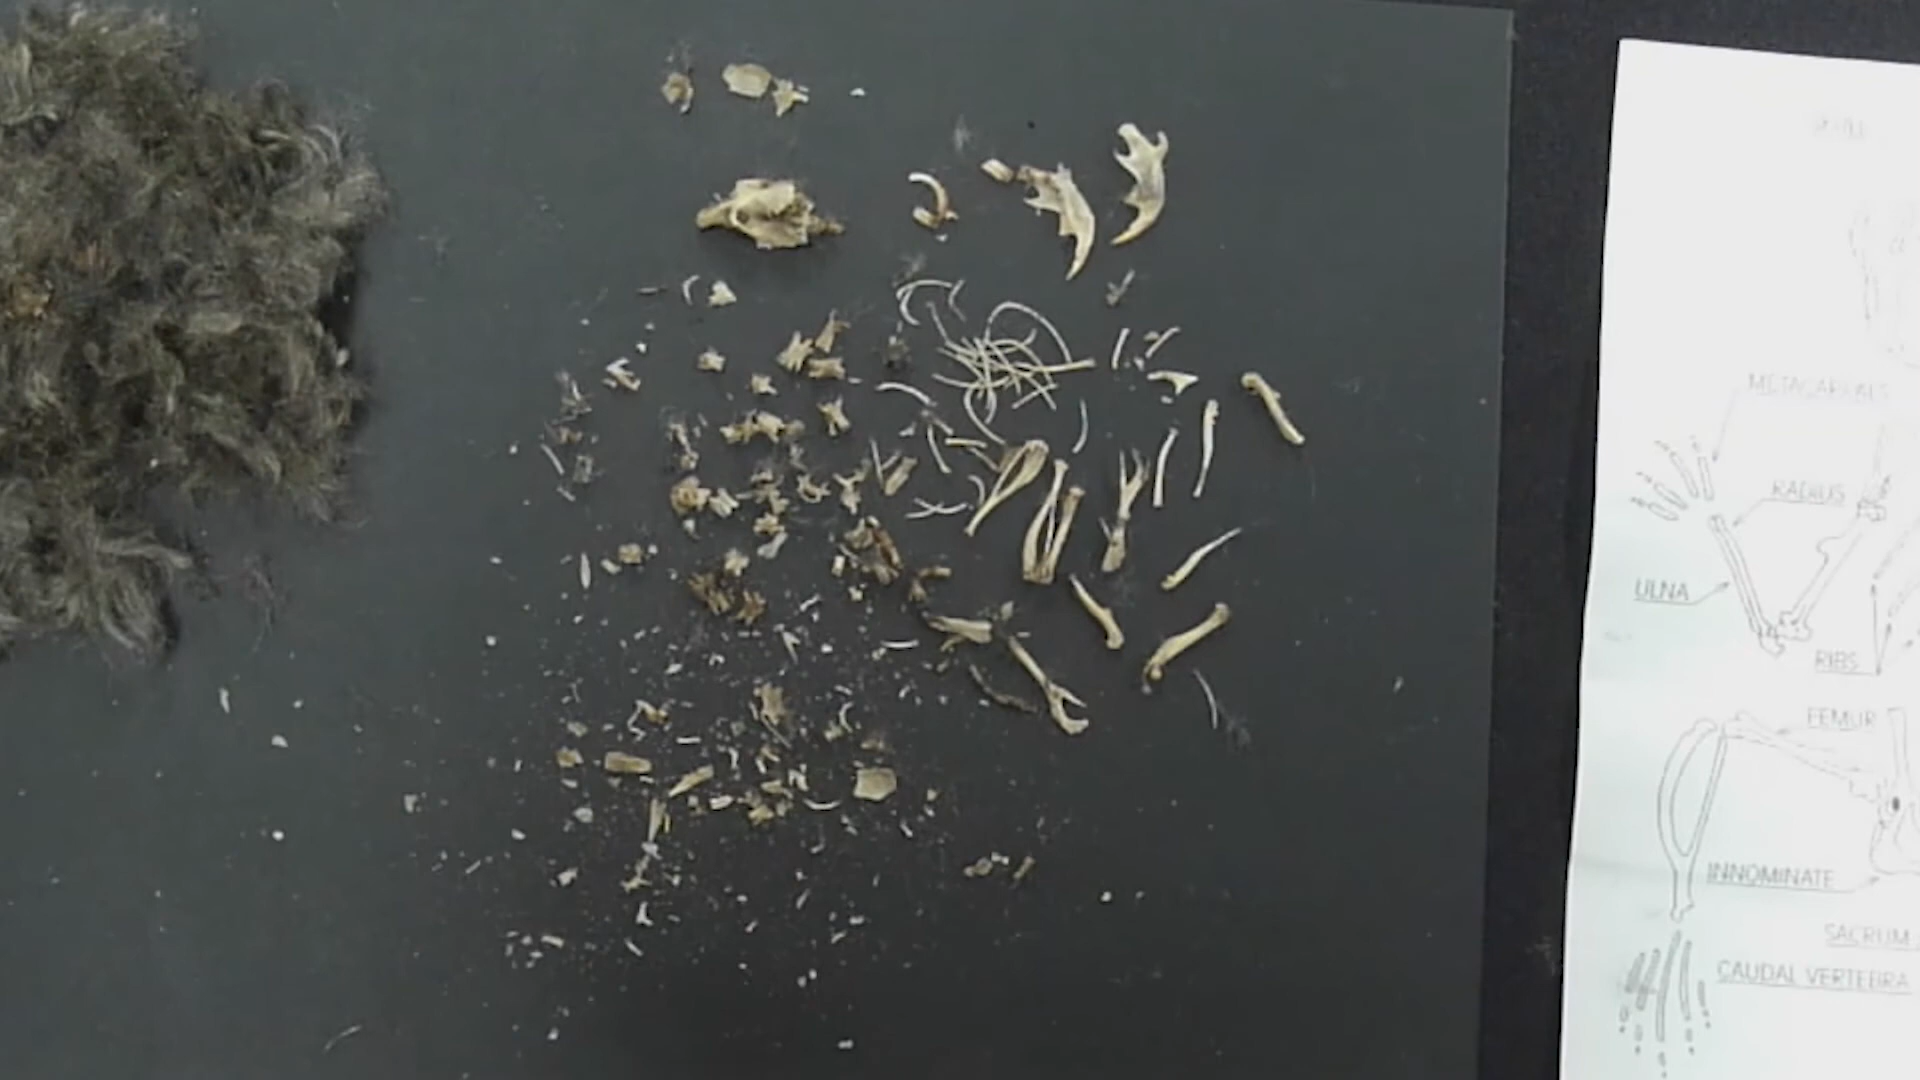 METACARPALS
RADIUS
ULNA
RIBS
FEMUR
INNOMINATE
SACRUM
CAUDAL VERTEBRA